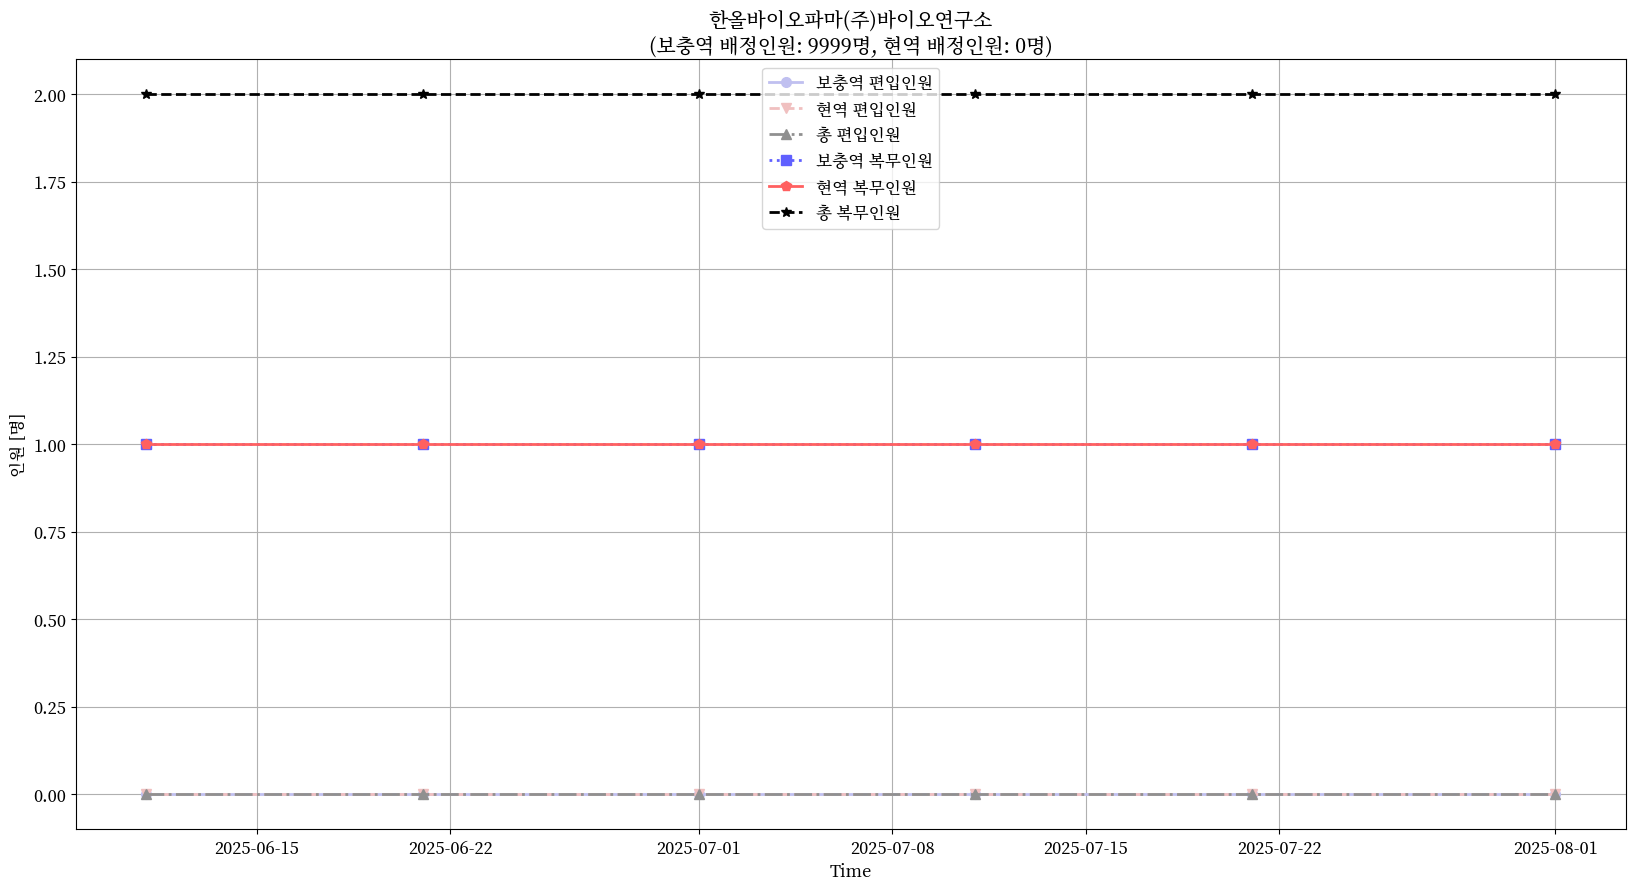 한올바이오파마(주)바이오연구소
(보충역 배정인원: 9999명, 현역 배정인원: 0명)
보충역 편입인원
현역 편입인원
총 편입인원
보충역 복무인원
현역 복무인원
총 복무인원
2.00
1.75
1.50
1.25
1.00
0.75
0.50
0.25
0.00
인원 [명]
2025-06-15 2025-06-22 2025-07-01 2025-07-08 2025-07-15 2025-07-22 2025-08-01
Time